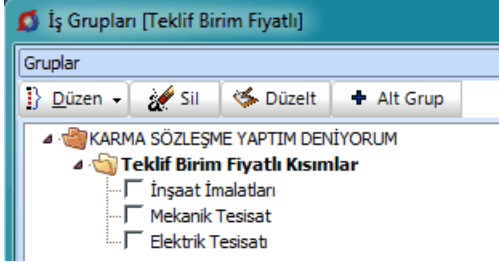 İş Grupları [Teklif Birim Fiyatlı]
Gruplar
Düzen Sil Düzelt Alt Grup
KARMA SÖZLEŞME YAPTIM DENİYORUM
Teklif Birim Fiyatlı Kısımlar
İnşaat İmalatları
Mekanik Tesisat
Elektrik Tesisatı